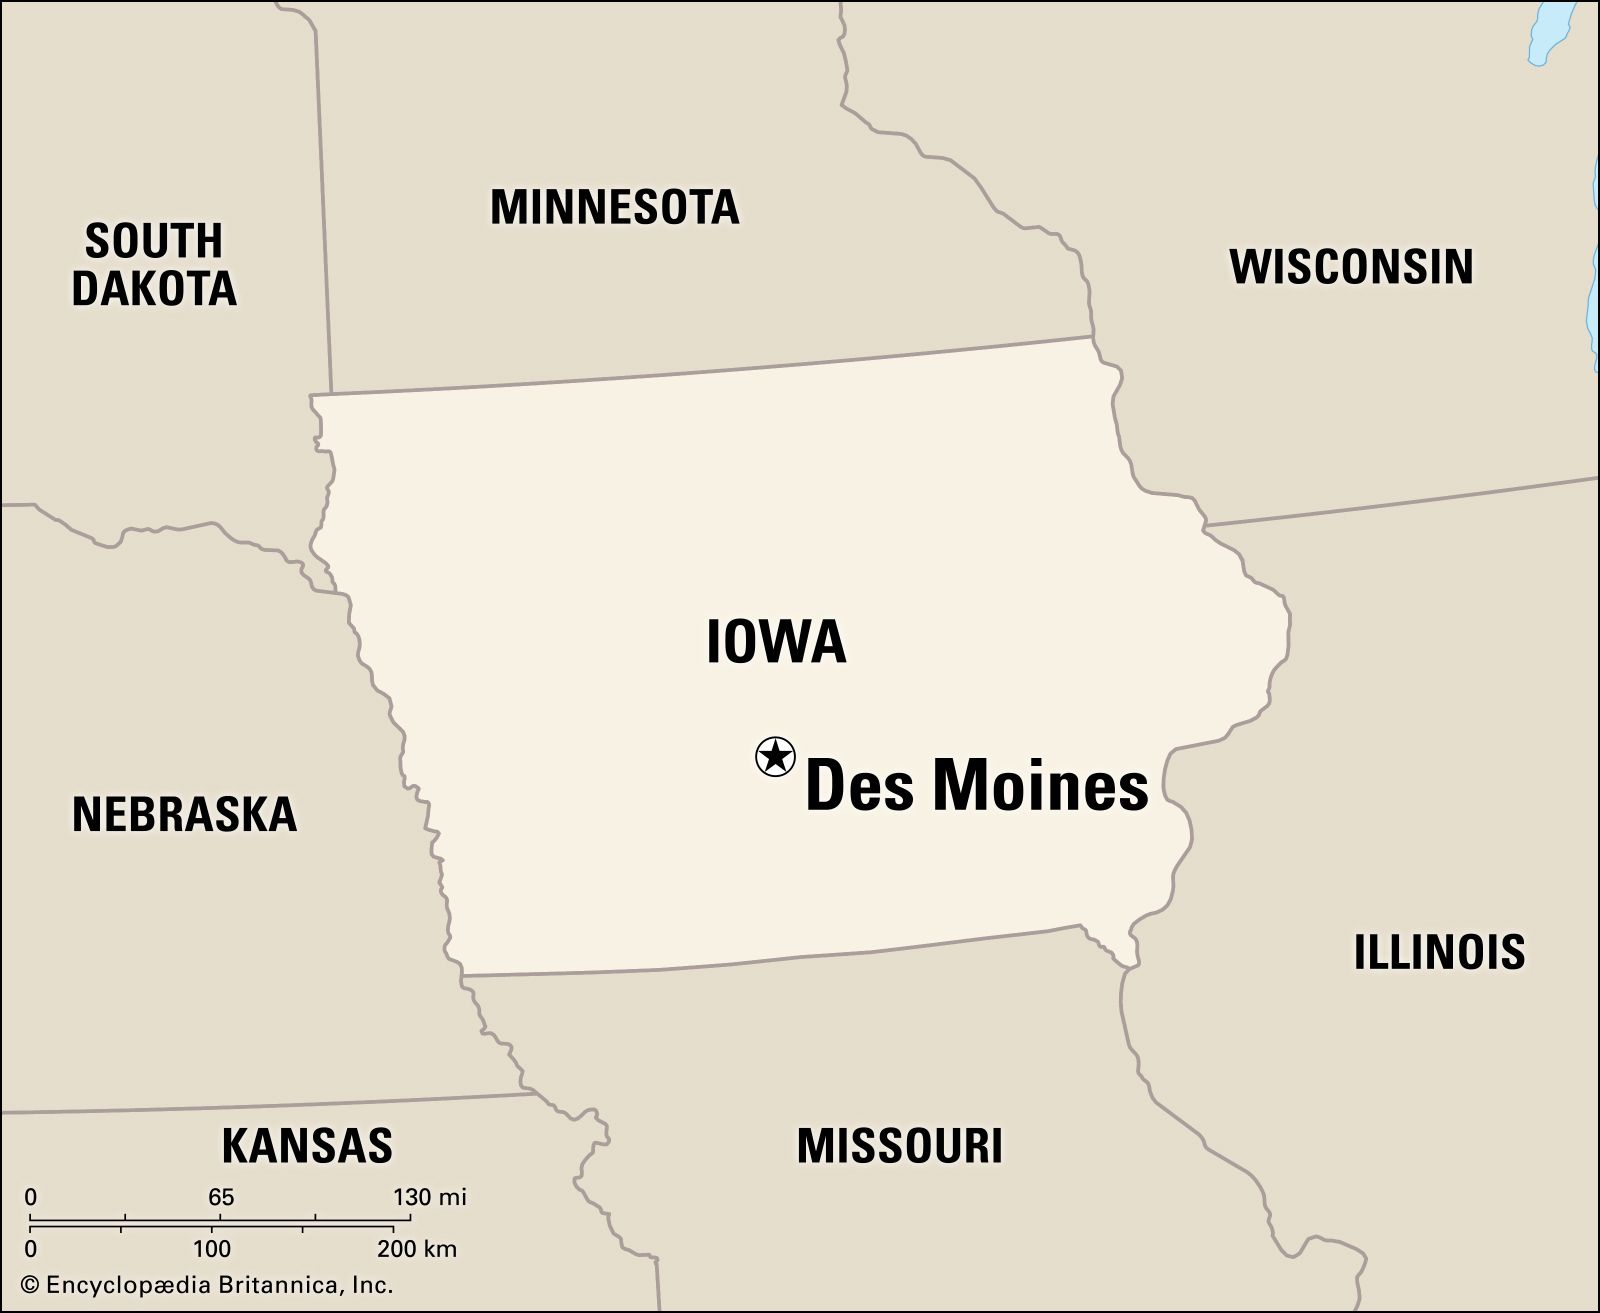 MINNESOTA
SOUTH
DAKOTA
WISCONSIN
IOWA
Des Moines
NEBRASKA
ILLINOIS
KANSAS
MISSOURI
0 65 130 mi
0 100 200 km
© Encyclopædia Britannica, Inc.